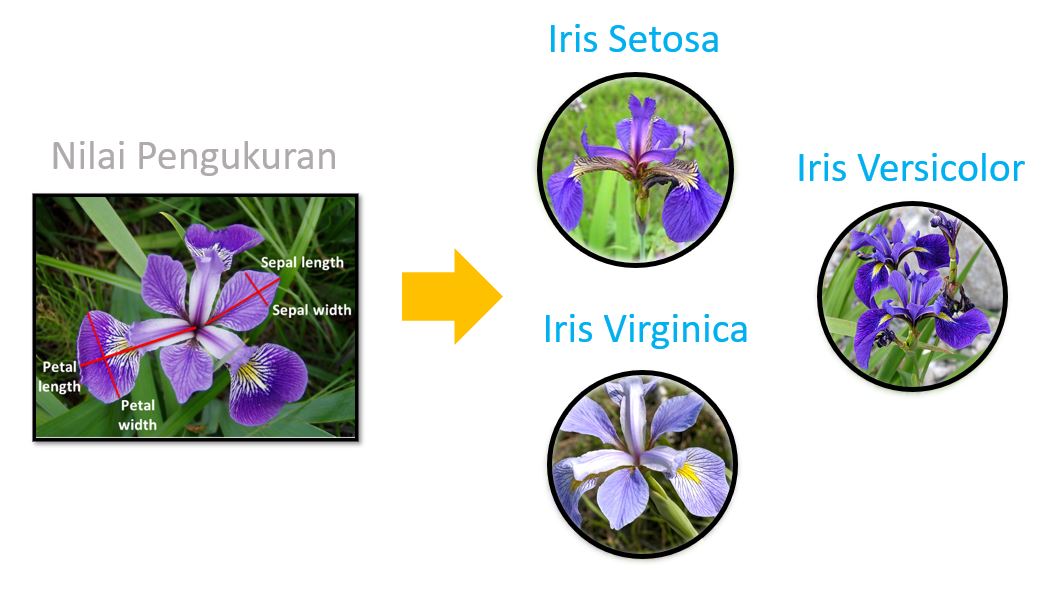 Nilai Pengukuran
Sepal length
Sepal width
Petal
length
Petal
width
Iris Setosa
Iris Versicolor
Iris Virginica